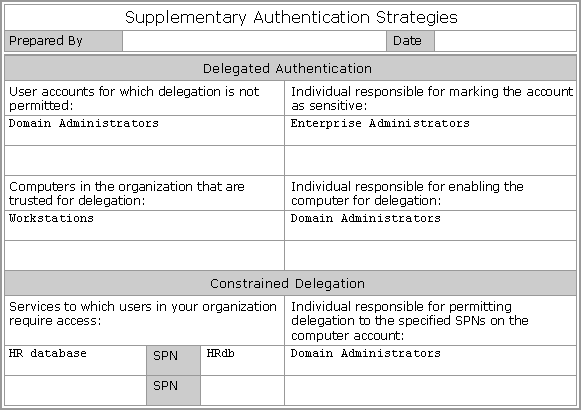 Supplementary Authentication Strategies
Prepared By
Date
Delegated Authentication
User accounts for which delegation is not
permitted:
Individual responsible for marking the account
as sensitive:
Domain Administrators
Enterprise Administrators
Computers in the organization that are
trusted for delegation:
Individual responsible for enabling the
computer for delegation:
Workstations
Domain Administrators
Constrained Delegation
Services to which users in your organization
require access:
Individual responsible for permitting
delegation to the specified SPNs on the
computer account:
HR database
SPN
HRdb
Domain Administrators
SPN